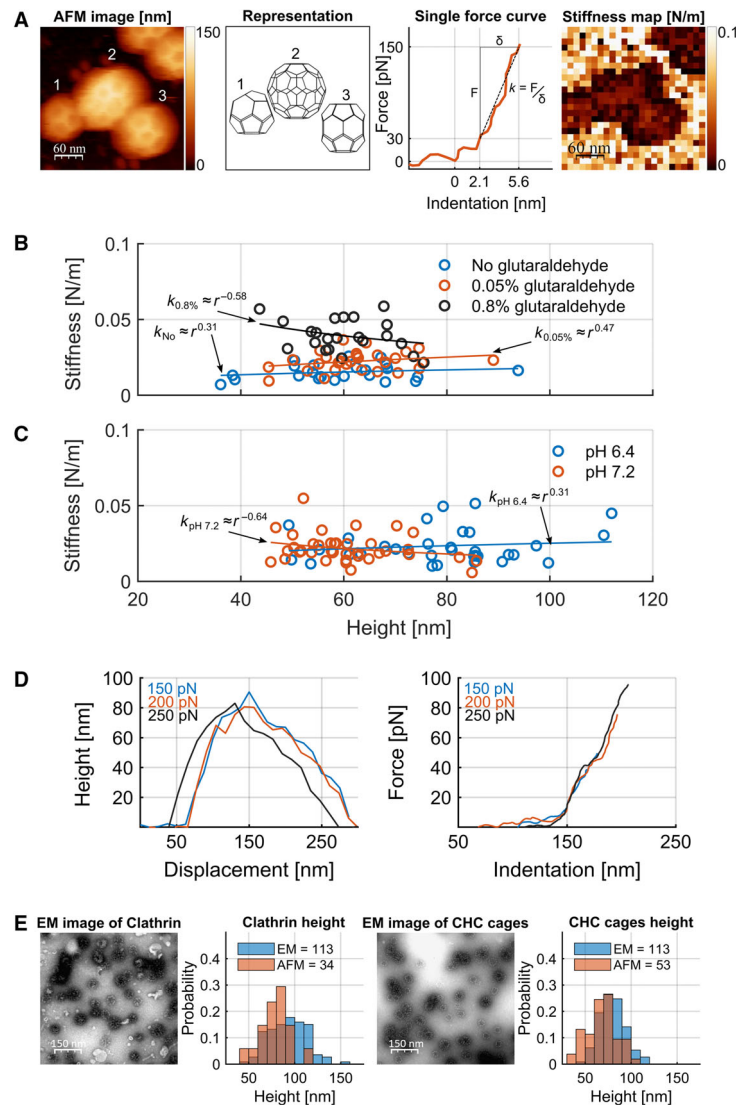 A
AFM image [nm]
Representation
Single force curve
Stiffness map [N/m]
150
0
1
2
3
60 nm
1
2
3
Force [pN]
150
30
0
δ
F
k = F/δ
0 2.1 5.6
Indentation [nm]
0.1
0
60 nm
B
Stiffness [N/m]
0.1
0.05
0
No glutaraldehyde
0.05% glutaraldehyde
0.8% glutaraldehyde
k0.8% ≈ r^−0.58
kNo ≈ r^0.31
k0.05% ≈ r^0.47
C
Stiffness [N/m]
0.1
0.05
0
pH 6.4
pH 7.2
kpH 7.2 ≈ r^−0.64
kpH 6.4 ≈ r^0.31
20 40 60 80 100 120
Height [nm]
D
Height [nm]
100
80
60
40
20
150 pN
200 pN
250 pN
50 150 250
Displacement [nm]
Force [pN]
100
80
60
40
20
150 pN
200 pN
250 pN
50 150 250
Indentation [nm]
E
EM image of Clathrin
150 nm
Clathrin height
Probability
0.4
0.3
0.2
0.1
0
EM = 113
AFM = 34
50 100 150
Height [nm]
EM image of CHC cages
150 nm
CHC cages height
Probability
0.4
0.3
0.2
0.1
0
EM = 113
AFM = 53
50 100 150
Height [nm]